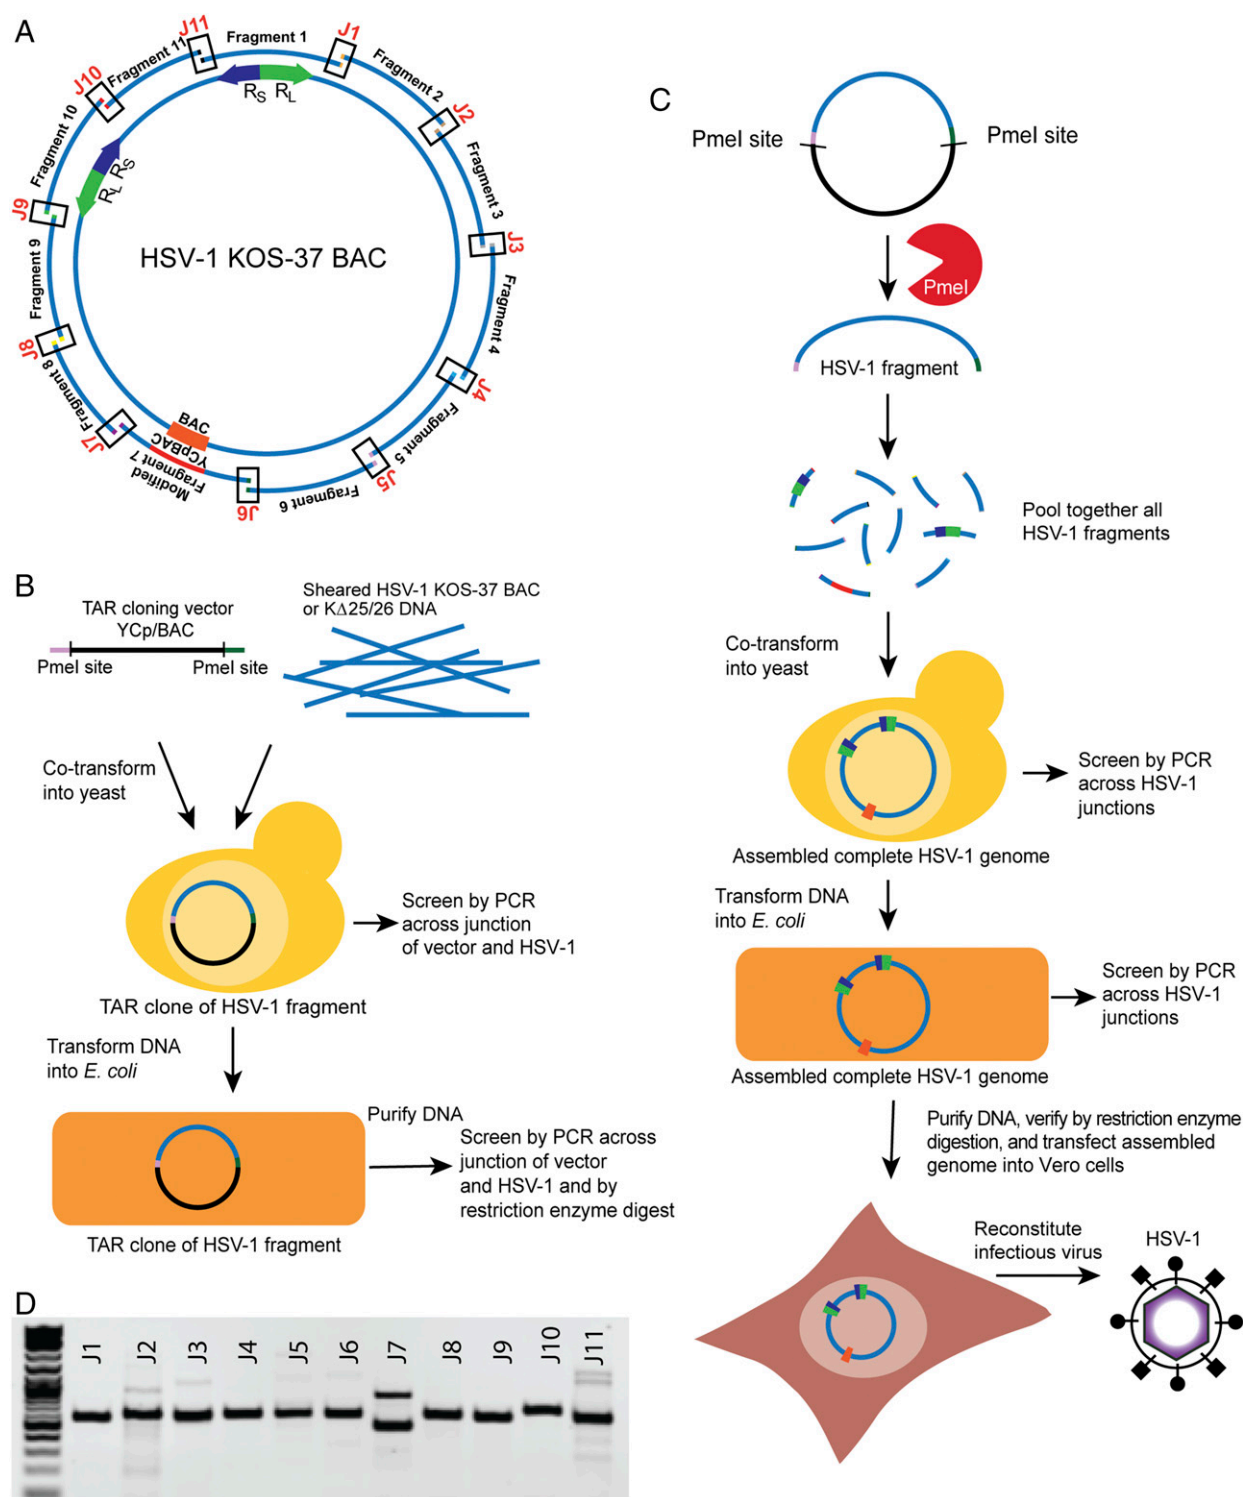 A
J11
Fragment 1
J1
Fragment 2
J2
Fragment 3
J3
Fragment 4
J4
Fragment 5
J5
Fragment 6
J6
Modified
Fragment 7
YCpBAC
BAC
J7
Fragment 8
J8
Fragment 9
J9
Fragment 10
J10
Fragment 11
RS RL
RL RS
HSV-1 KOS-37 BAC
B
TAR cloning vector
YCp/BAC
PmeI site
PmeI site
Sheared HSV-1 KOS-37 BAC
or KΔ25/26 DNA
Co-transform
into yeast
Screen by PCR
across junction
of vector and HSV-1
TAR clone of HSV-1 fragment
Transform DNA
into E. coli
Purify DNA
Screen by PCR across
junction of vector
and HSV-1 and by
restriction enzyme digest
TAR clone of HSV-1 fragment
C
PmeI site
PmeI site
PmeI
HSV-1 fragment
Pool together all
HSV-1 fragments
Co-transform
into yeast
Screen by PCR
across HSV-1
junctions
Assembled complete HSV-1 genome
Transform DNA
into E. coli
Screen by PCR
across HSV-1
junctions
Assembled complete HSV-1 genome
Purify DNA, verify by restriction enzyme
digestion, and transfect assembled
genome into Vero cells
Reconstitute
infectious virus
HSV-1
D
J1 J2 J3 J4 J5 J6 J7 J8 J9 J10 J11